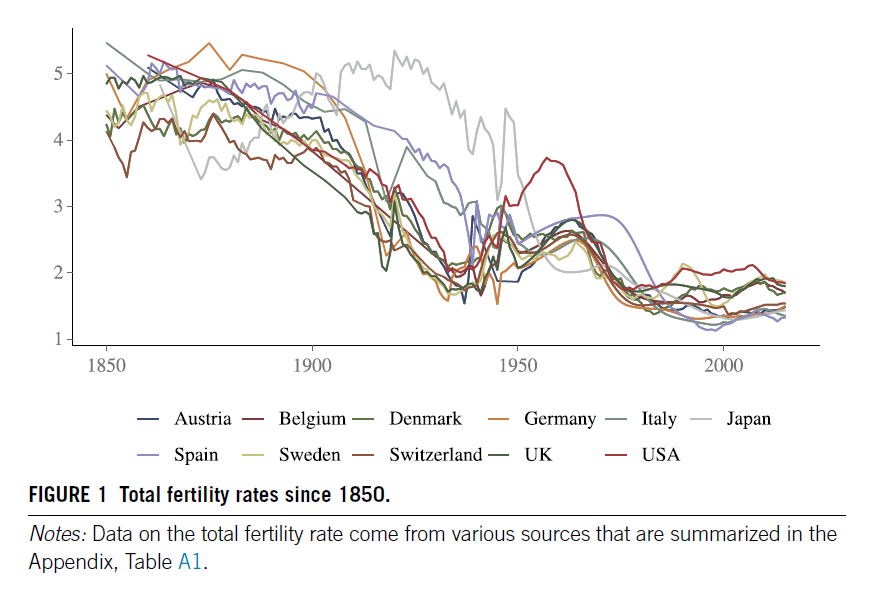 5
4
3
2
1
1850 1900 1950 2000
Austria Belgium Denmark Germany Italy Japan
Spain Sweden Switzerland UK USA
FIGURE 1 Total fertility rates since 1850.
Notes: Data on the total fertility rate come from various sources that are summarized in the
Appendix, Table A1.